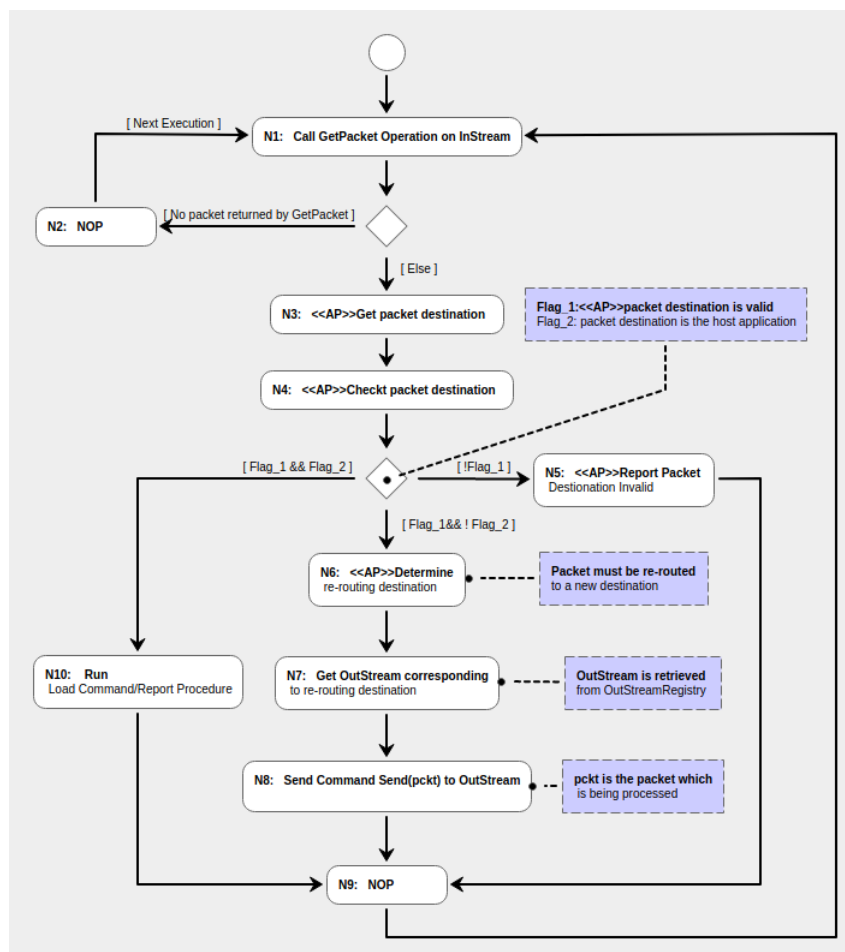 [ Next Execution ]
N1: Call GetPacket Operation on InStream
[ No packet returned by GetPacket ]
N2: NOP
[ Else ]
N3: <<AP>>Get packet destination
Flag_1:<<AP>>packet destination is valid
Flag_2: packet destination is the host application
N4: <<AP>>Checkt packet destination
[ Flag_1 && Flag_2 ]
[ !Flag_1 ]
N5: <<AP>>Report Packet
Destionation Invalid
[ Flag_1&& ! Flag_2 ]
N6: <<AP>>Determine
re-routing destination
Packet must be re-routed
to a new destination
N10: Run
Load Command/Report Procedure
N7: Get OutStream corresponding
to re-routing destination
OutStream is retrieved
from OutStreamRegistry
N8: Send Command Send(pckt) to OutStream
pckt is the packet which
is being processed
N9: NOP